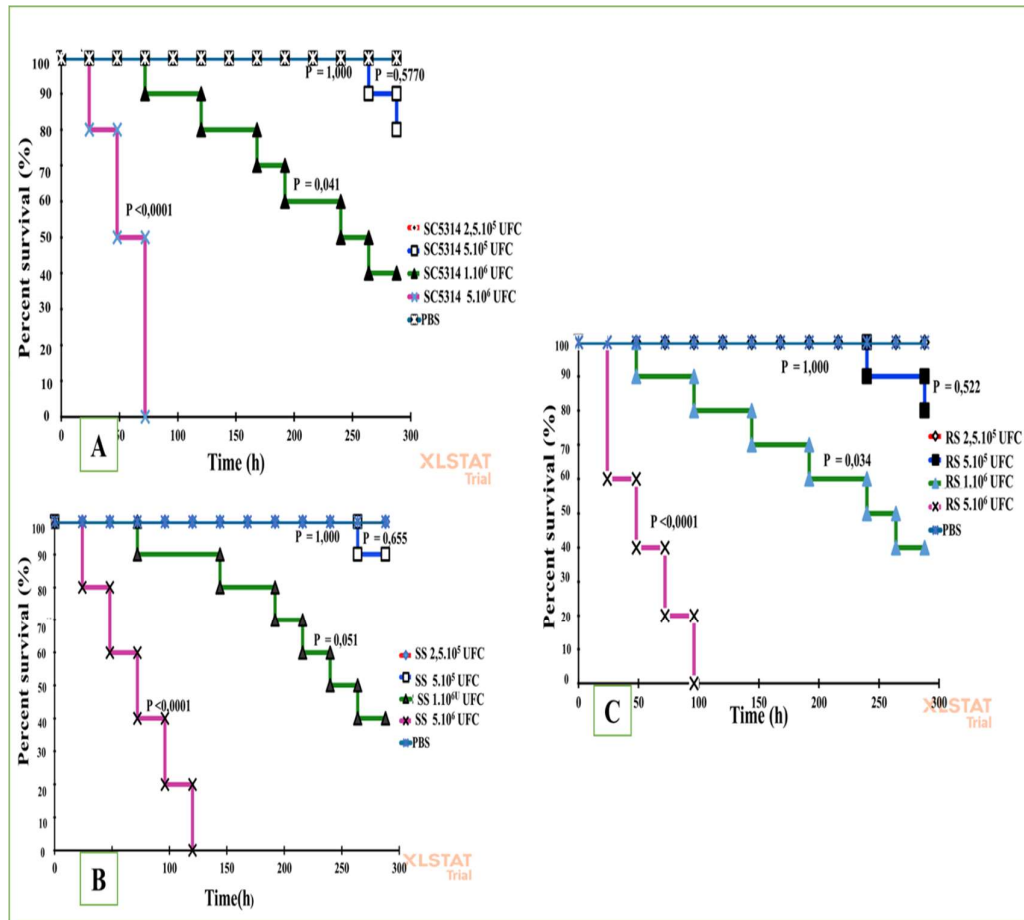 Percent survival (%)
100
90
80
70
60
50
40
30
20
10
0
P = 1,000
P =0,5770
P = 0,041
P <0,0001
SC5314 2,5.10⁵ UFC
SC5314 5.10⁵ UFC
SC5314 1.10⁶ UFC
SC5314 5.10⁶ UFC
PBS
0 50 100 150 200 250 300
A
Time (h)
XLSTAT
Trial
Percent survival (%)
100
90
80
70
60
50
40
30
20
10
0
P = 1,000
P = 0,655
P = 0,051
P <0,0001
SS 2,5.10⁵ UFC
SS 5.10⁵ UFC
SS 1.10⁶ᵁ UFC
SS 5.10⁶ UFC
PBS
0 100 150 200 250 300
B
Time(h)
XLSTAT
Trial
Percent survival (%)
100
90
80
70
60
50
40
30
20
10
0
P = 1,000
P = 0,522
P = 0,034
P <0,0001
RS 2,5.10⁵ UFC
RS 5.10⁵ UFC
RS 1.10⁶ UFC
RS 5.10⁶ UFC
PBS
0 50 100 150 200 250 300
C
Time (h)
XLSTAT
Trial